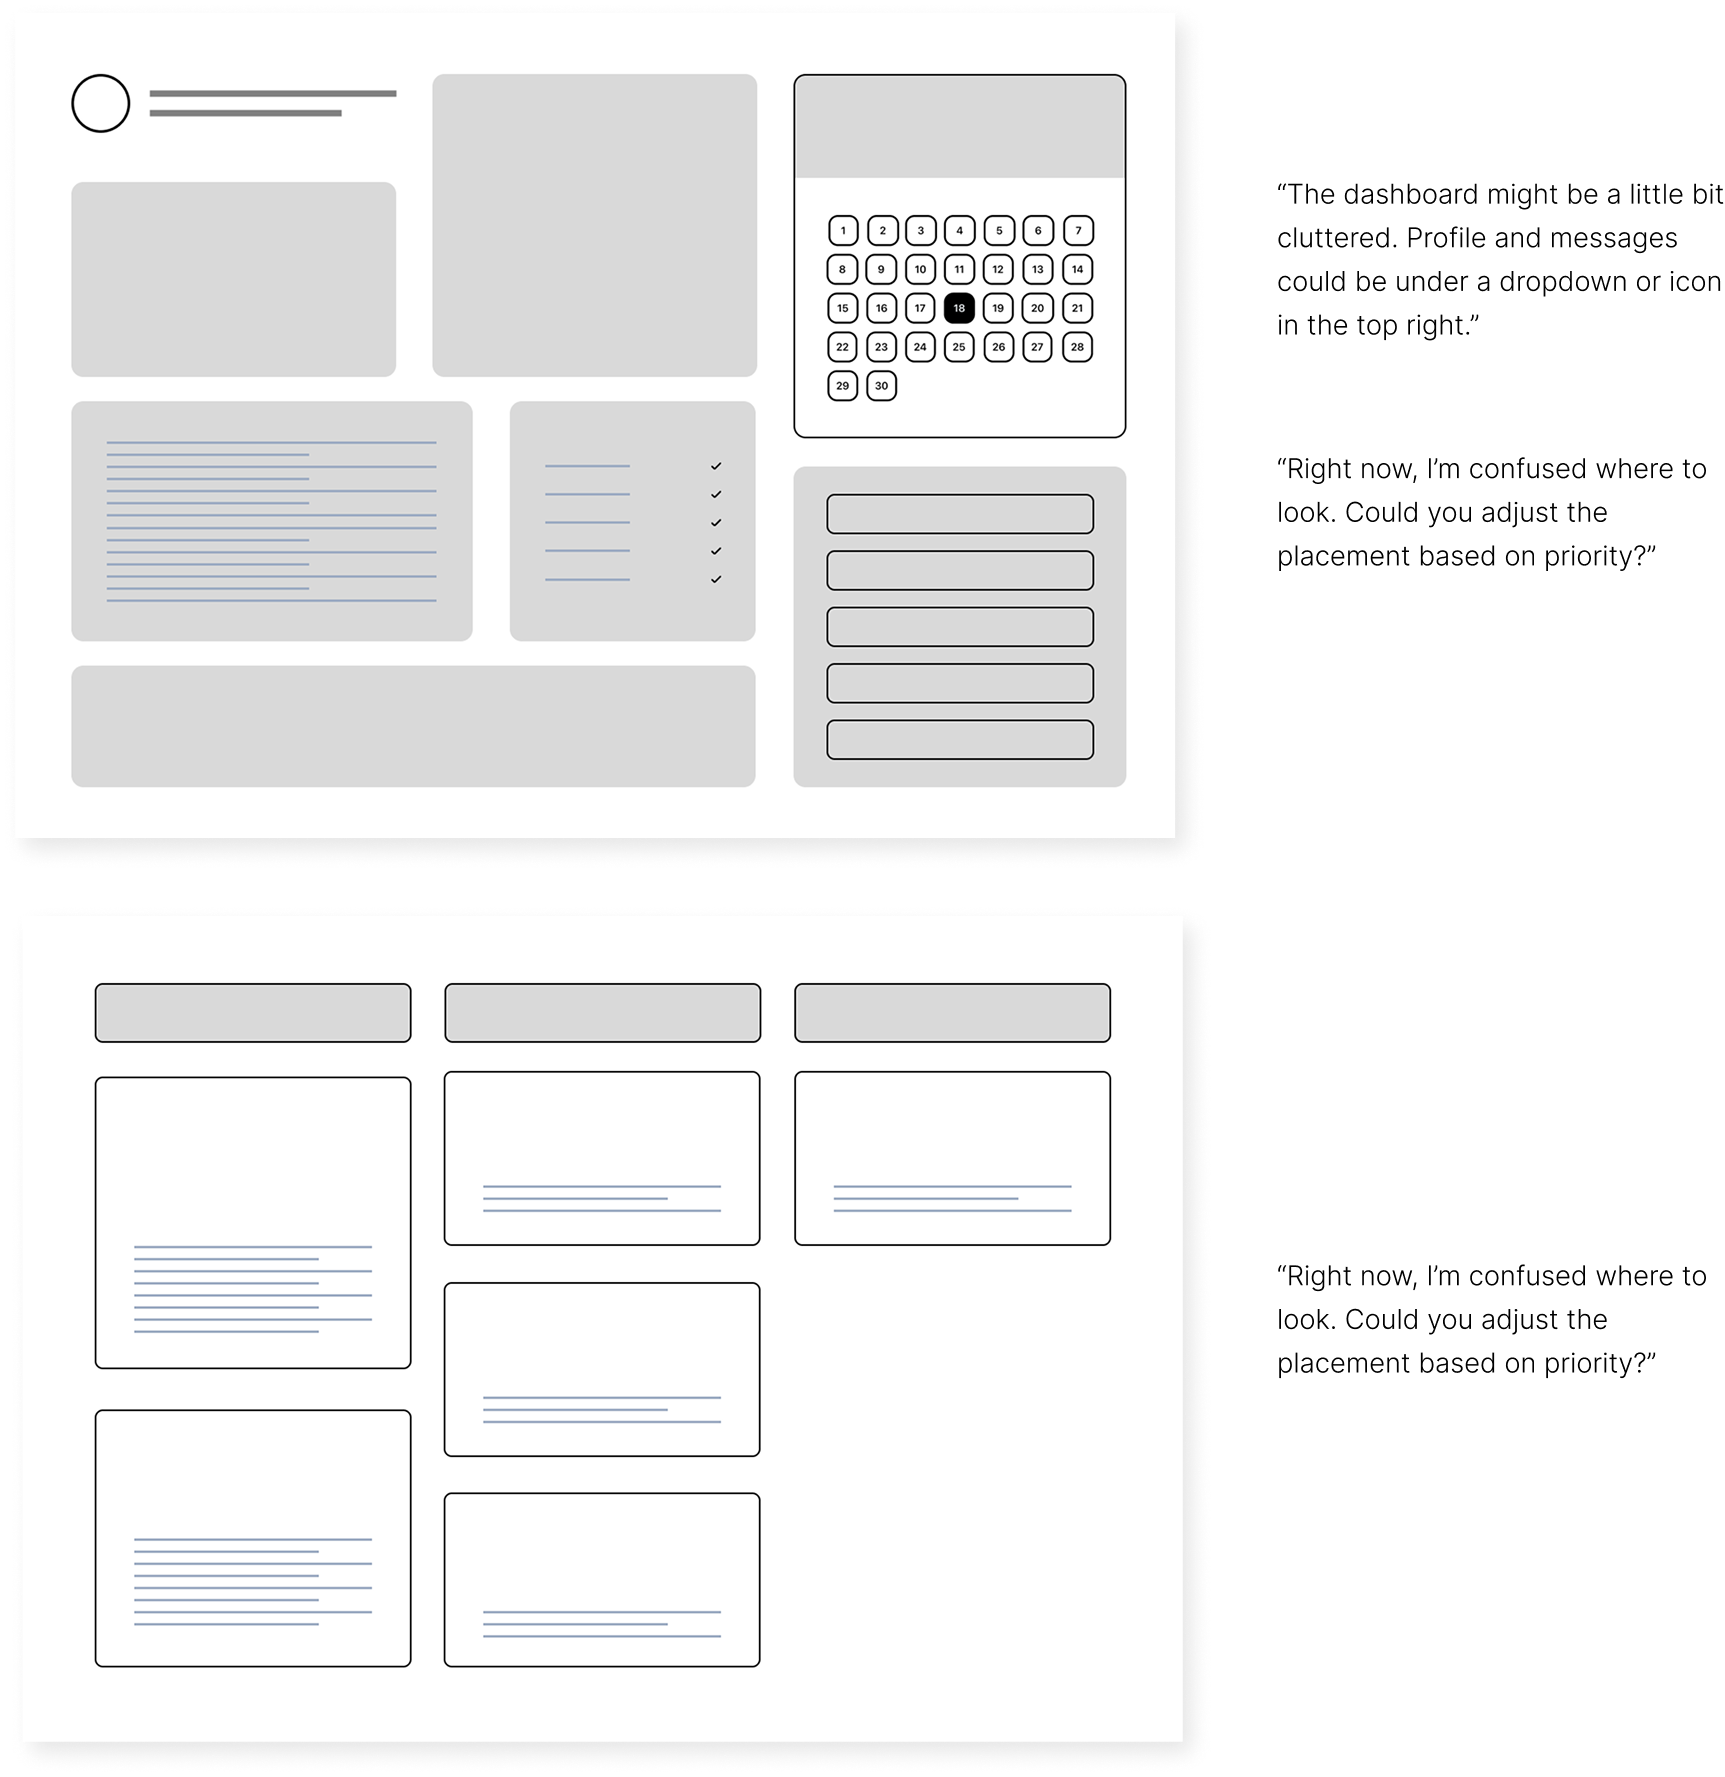 1 2 3 4 5 6 7
8 9 10 11 12 13 14
15 16 17 18 19 20 21
22 23 24 25 26 27 28
29 30
“The dashboard might be a little bit
cluttered. Profile and messages
could be under a dropdown or icon
in the top right.”
“Right now, I’m confused where to
look. Could you adjust the
placement based on priority?”
“Right now, I’m confused where to
look. Could you adjust the
placement based on priority?”